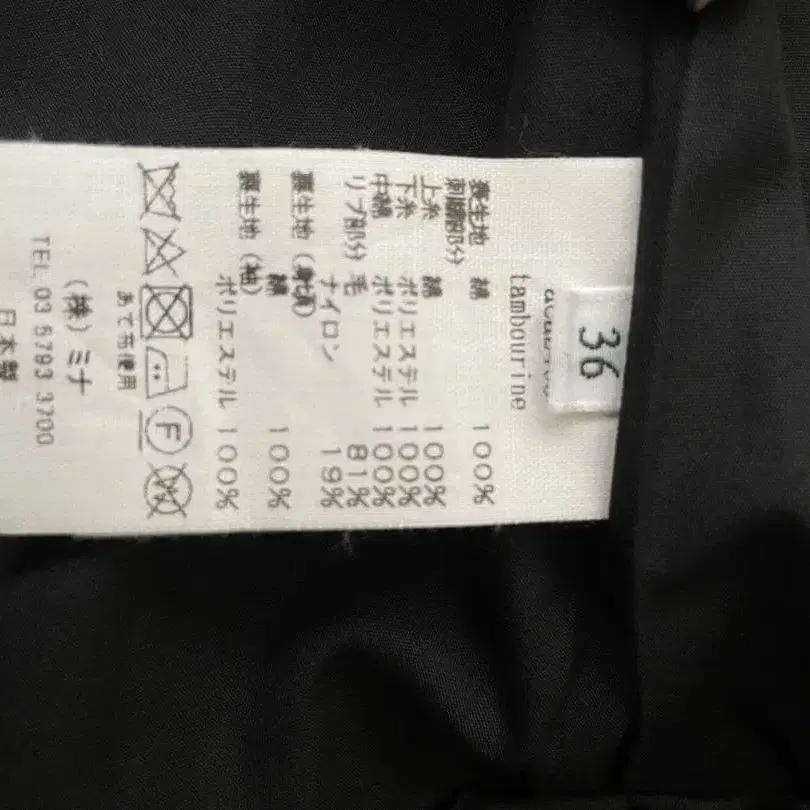 36
tambourine
表生地 綿 100%
刺繍部分
上糸 綿 100%
下糸 ポリエステル 100%
中綿 ポリエステル 100%
リブ部分 毛 81%
ナイロン 19%
裏生地 (身頃) 綿 100%
裏生地 (袖) ポリエステル 100%
F
あて布使用
(株)ミナ
TEL 03 5793 3700
日本製